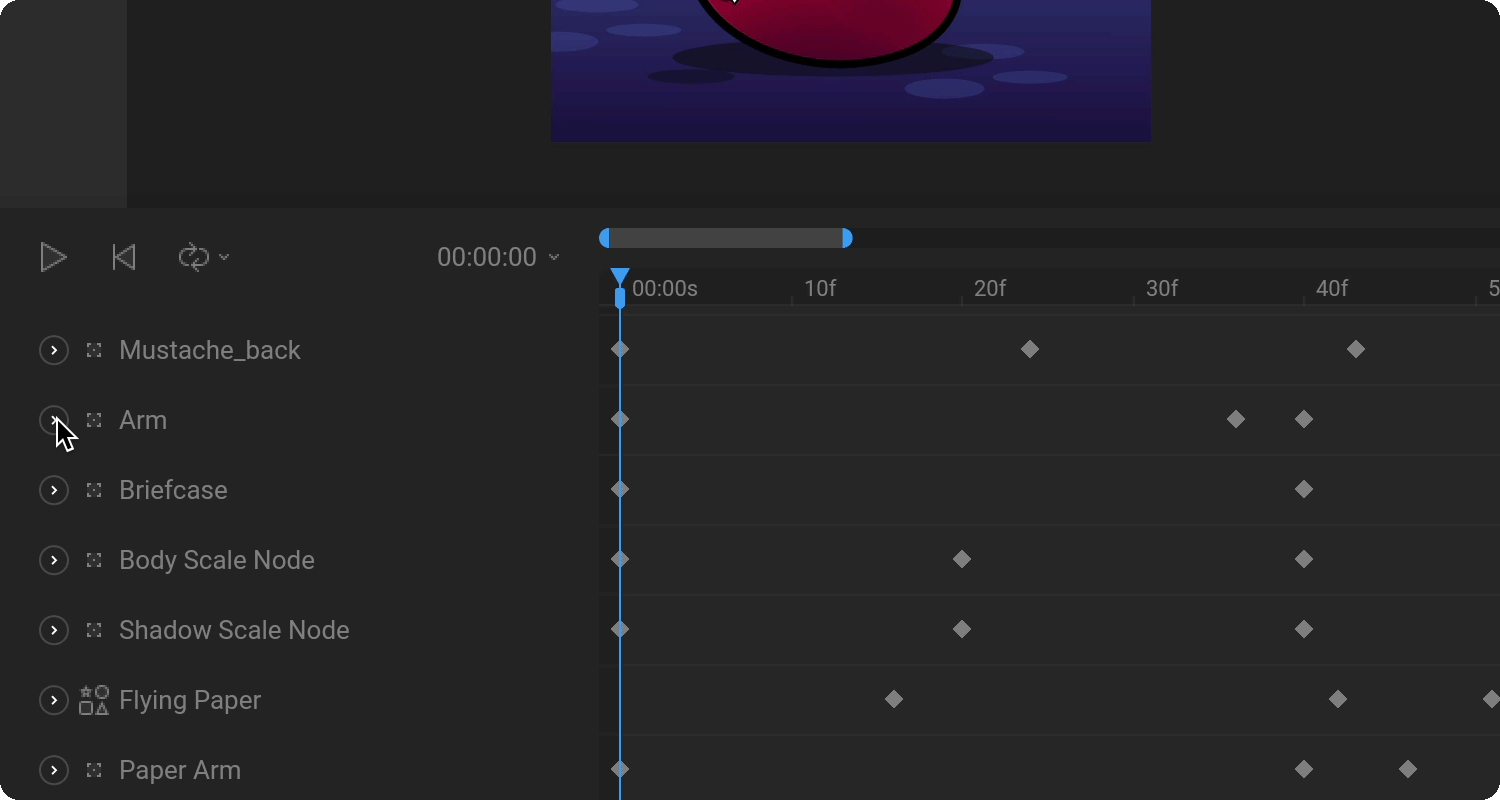 00:00:00
00:00s 10f 20f 30f 40f 5
Mustache_back
Arm
Briefcase
Body Scale Node
Shadow Scale Node
Flying Paper
Paper Arm